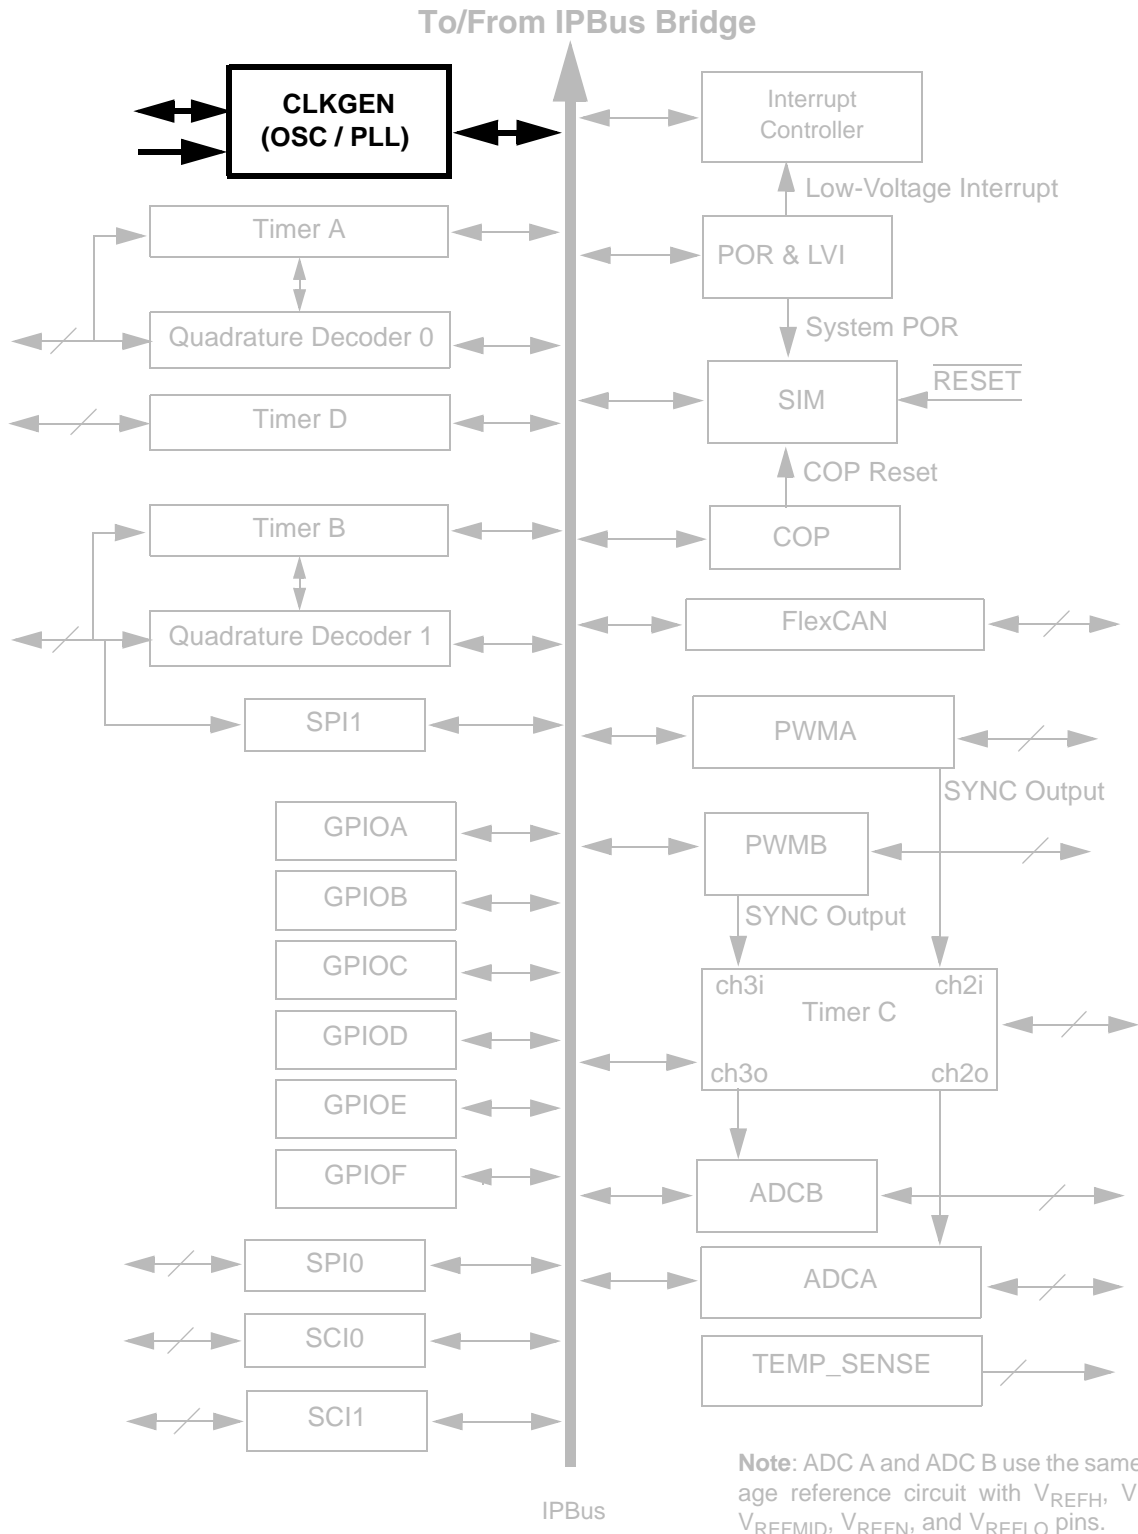 To/From IPBus Bridge
CLKGEN
(OSC / PLL)
Interrupt
Controller
Low-Voltage Interrupt
Timer A
POR & LVI
System POR
Quadrature Decoder 0
RESET
SIM
Timer D
COP Reset
Timer B
COP
FlexCAN
Quadrature Decoder 1
SPI1
PWMA
SYNC Output
GPIOA
PWMB
GPIOB
SYNC Output
GPIOC
ch3i
ch2i
Timer C
GPIOD
ch3o
ch2o
GPIOE
GPIOF
ADCB
SPI0
ADCA
SCI0
TEMP_SENSE
SCI1
Note: ADC A and ADC B use the same
age reference circuit with VREFH, V
VREFMID, VREFN, and VREFLO pins.
IPBus